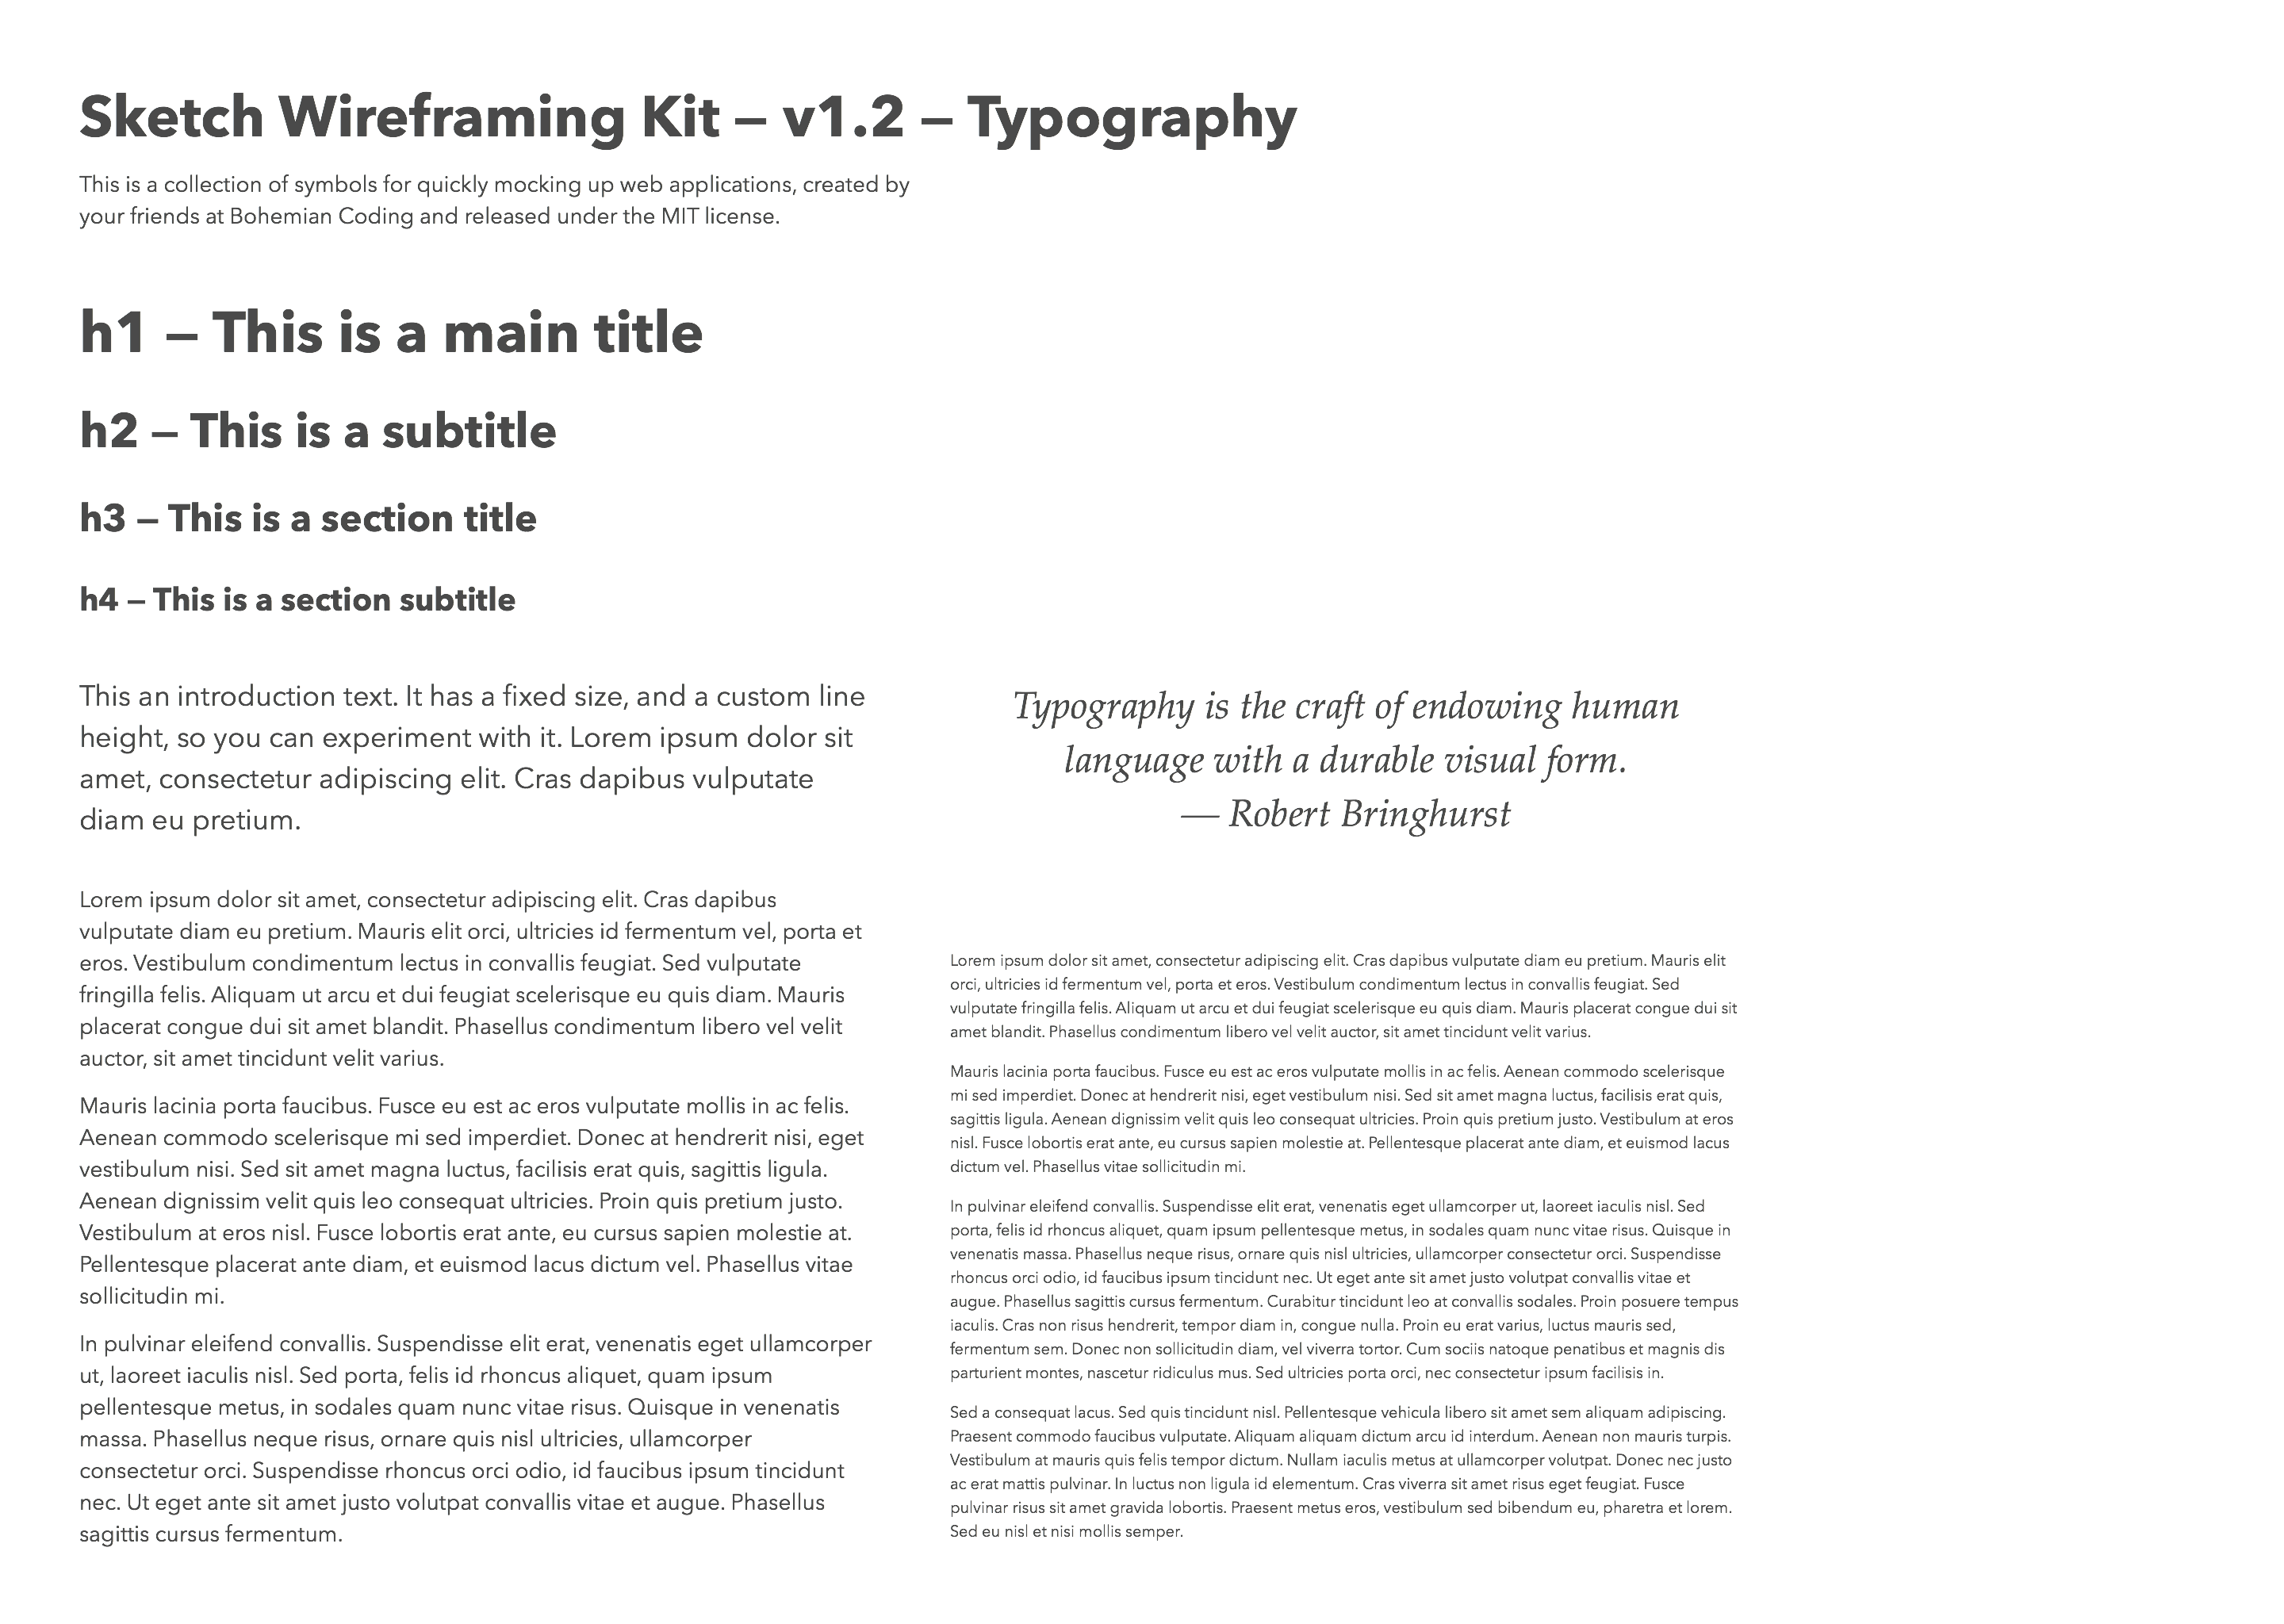 Sketch Wireframing Kit – v1.2 – Typography
This is a collection of symbols for quickly mocking up web applications, created by
your friends at Bohemian Coding and released under the MIT license.
h1 – This is a main title
h2 – This is a subtitle
h3 – This is a section title
h4 – This is a section subtitle
This an introduction text. It has a fixed size, and a custom line
height, so you can experiment with it. Lorem ipsum dolor sit
amet, consectetur adipiscing elit. Cras dapibus vulputate
diam eu pretium.
Lorem ipsum dolor sit amet, consectetur adipiscing elit. Cras dapibus
vulputate diam eu pretium. Mauris elit orci, ultricies id fermentum vel, porta et
eros. Vestibulum condimentum lectus in convallis feugiat. Sed vulputate
fringilla felis. Aliquam ut arcu et dui feugiat scelerisque eu quis diam. Mauris
placerat congue dui sit amet blandit. Phasellus condimentum libero vel velit
auctor, sit amet tincidunt velit varius.
Mauris lacinia porta faucibus. Fusce eu est ac eros vulputate mollis in ac felis.
Aenean commodo scelerisque mi sed imperdiet. Donec at hendrerit nisi, eget
vestibulum nisi. Sed sit amet magna luctus, facilisis erat quis, sagittis ligula.
Aenean dignissim velit quis leo consequat ultricies. Proin quis pretium justo.
Vestibulum at eros nisl. Fusce lobortis erat ante, eu cursus sapien molestie at.
Pellentesque placerat ante diam, et euismod lacus dictum vel. Phasellus vitae
sollicitudin mi.
In pulvinar eleifend convallis. Suspendisse elit erat, venenatis eget ullamcorper
ut, laoreet iaculis nisl. Sed porta, felis id rhoncus aliquet, quam ipsum
pellentesque metus, in sodales quam nunc vitae risus. Quisque in venenatis
massa. Phasellus neque risus, ornare quis nisl ultricies, ullamcorper
consectetur orci. Suspendisse rhoncus orci odio, id faucibus ipsum tincidunt
nec. Ut eget ante sit amet justo volutpat convallis vitae et augue. Phasellus
sagittis cursus fermentum.
Typography is the craft of endowing human
language with a durable visual form.
— Robert Bringhurst
Lorem ipsum dolor sit amet, consectetur adipiscing elit. Cras dapibus vulputate diam eu pretium. Mauris elit
orci, ultricies id fermentum vel, porta et eros. Vestibulum condimentum lectus in convallis feugiat. Sed
vulputate fringilla felis. Aliquam ut arcu et dui feugiat scelerisque eu quis diam. Mauris placerat congue dui sit
amet blandit. Phasellus condimentum libero vel velit auctor, sit amet tincidunt velit varius.
Mauris lacinia porta faucibus. Fusce eu est ac eros vulputate mollis in ac felis. Aenean commodo scelerisque
mi sed imperdiet. Donec at hendrerit nisi, eget vestibulum nisi. Sed sit amet magna luctus, facilisis erat quis,
sagittis ligula. Aenean dignissim velit quis leo consequat ultricies. Proin quis pretium justo. Vestibulum at eros
nisl. Fusce lobortis erat ante, eu cursus sapien molestie at. Pellentesque placerat ante diam, et euismod lacus
dictum vel. Phasellus vitae sollicitudin mi.
In pulvinar eleifend convallis. Suspendisse elit erat, venenatis eget ullamcorper ut, laoreet iaculis nisl. Sed
porta, felis id rhoncus aliquet, quam ipsum pellentesque metus, in sodales quam nunc vitae risus. Quisque in
venenatis massa. Phasellus neque risus, ornare quis nisl ultricies, ullamcorper consectetur orci. Suspendisse
rhoncus orci odio, id faucibus ipsum tincidunt nec. Ut eget ante sit amet justo volutpat convallis vitae et
augue. Phasellus sagittis cursus fermentum. Curabitur tincidunt leo at convallis sodales. Proin posuere tempus
iaculis. Cras non risus hendrerit, tempor diam in, congue nulla. Proin eu erat varius, luctus mauris sed,
fermentum sem. Donec non sollicitudin diam, vel viverra tortor. Cum sociis natoque penatibus et magnis dis
parturient montes, nascetur ridiculus mus. Sed ultricies porta orci, nec consectetur ipsum facilisis in.
Sed a consequat lacus. Sed quis tincidunt nisl. Pellentesque vehicula libero sit amet sem aliquam adipiscing.
Praesent commodo faucibus vulputate. Aliquam aliquam dictum arcu id interdum. Aenean non mauris turpis.
Vestibulum at mauris quis felis tempor dictum. Nullam iaculis metus at ullamcorper volutpat. Donec nec justo
ac erat mattis pulvinar. In luctus non ligula id elementum. Cras viverra sit amet risus eget feugiat. Fusce
pulvinar risus sit amet gravida lobortis. Praesent metus eros, vestibulum sed bibendum eu, pharetra et lorem.
Sed eu nisl et nisi mollis semper.